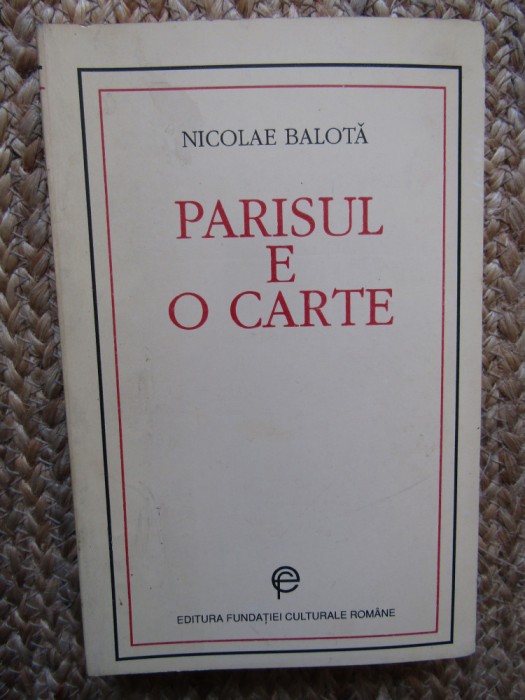 NICOLAE BALOTĂ
PARISUL
E
O CARTE
EDITURA FUNDAȚIEI CULTURALE ROMÂNE